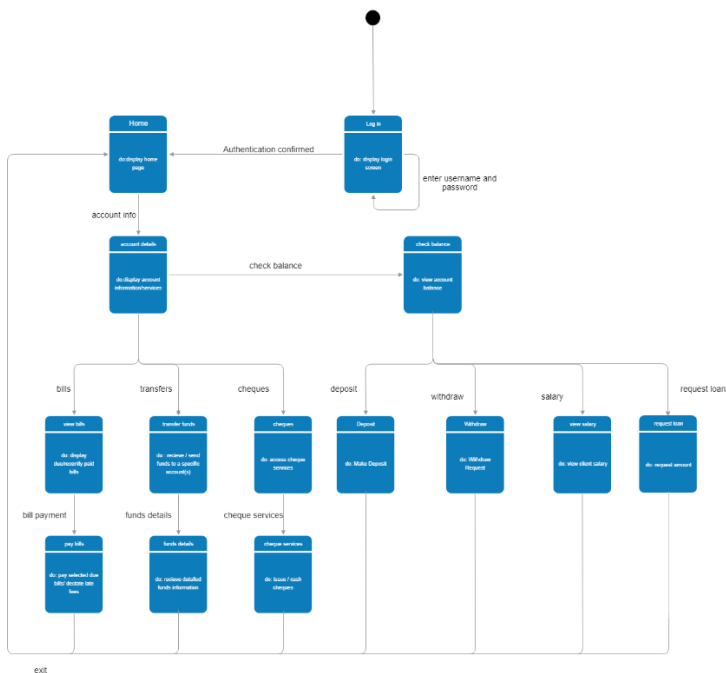 Home
do:display home
page
Log in
do: display login
screen
Authentication confirmed
enter username and
password
account info
account details
do:display amount
information/services
check balance
check balance
do: view account
balance
bills
transfers
cheques
deposit
withdraw
salary
request loan
view bills
do: display
due/recently paid
bills
transfer funds
do: recieve / send
funds to a specific
account(s)
cheques
do: access cheque
services
Deposit
do: Make Deposit
Withdraw
do: Withdraw
Request
view salary
do: view client salary
request loan
do: request amount
bill payment
funds details
cheque services
pay bills
do: pay selected due
bills/ late
fees
funds details
do: recieve detailed
funds information
cheque services
do: issue / cash
cheques
exit